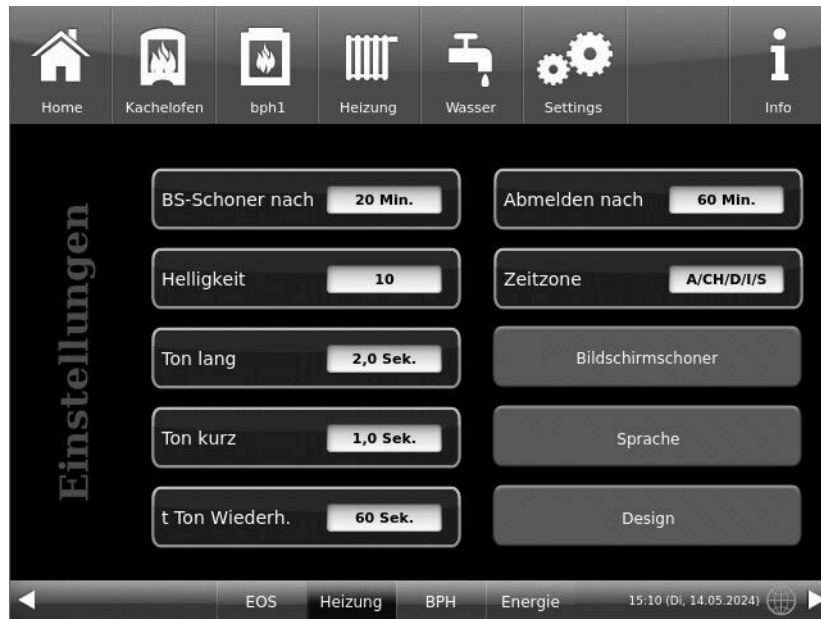 Home
Kachelofen
bph1
Heizung
Wasser
Settings
Info
Einstellungen
BS-Schoner nach 20 Min.
Abmelden nach 60 Min.
Helligkeit 10
Zeitzone A/CH/D/I/S
Ton lang 2,0 Sek.
Bildschirmschoner
Ton kurz 1,0 Sek.
Sprache
t Ton Wiederh. 60 Sek.
Design
EOS
Heizung
BPH
Energie
15:10 (Di, 14.05.2024)